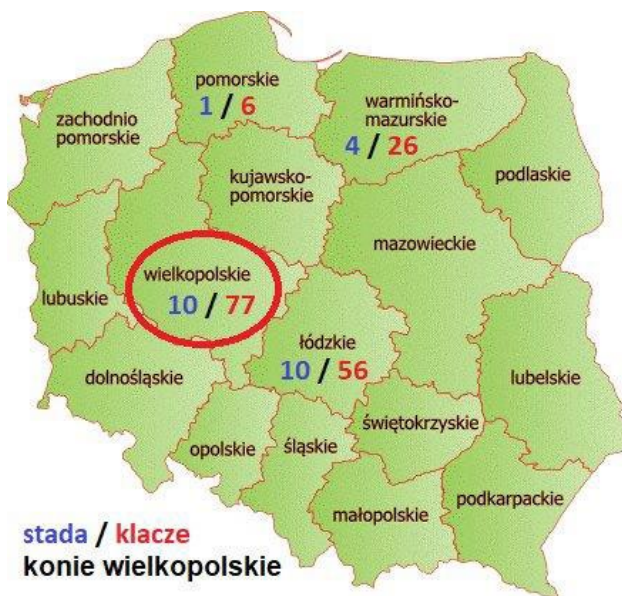 pomorskie
1 / 6
zachodnio
pomorskie
warmińsko-
mazurskie
4 / 26
podlaskie
kujawsko-
pomorskie
mazowieckie
wielkopolskie
10 / 77
lubuskie
łódzkie
10 / 56
dolnośląskie
lubelskie
świętokrzyskie
opolskie
śląskie
małopolskie
podkarpackie
stada / klacze
konie wielkopolskie